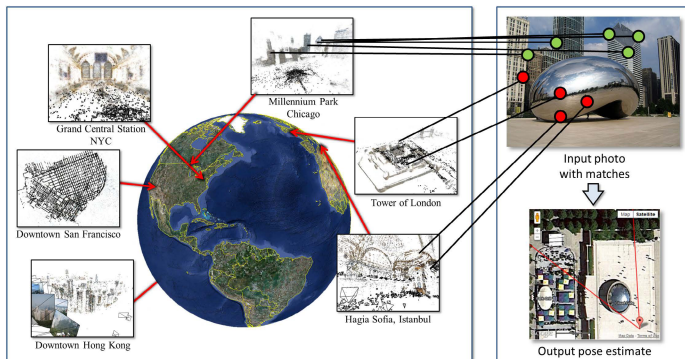 Millennium Park
Chicago
Grand Central Station
NYC
Tower of London
Downtown San Francisco
Hagia Sofia, Istanbul
Downtown Hong Kong
Input photo
with matches
Map
Satellite
Output pose estimate